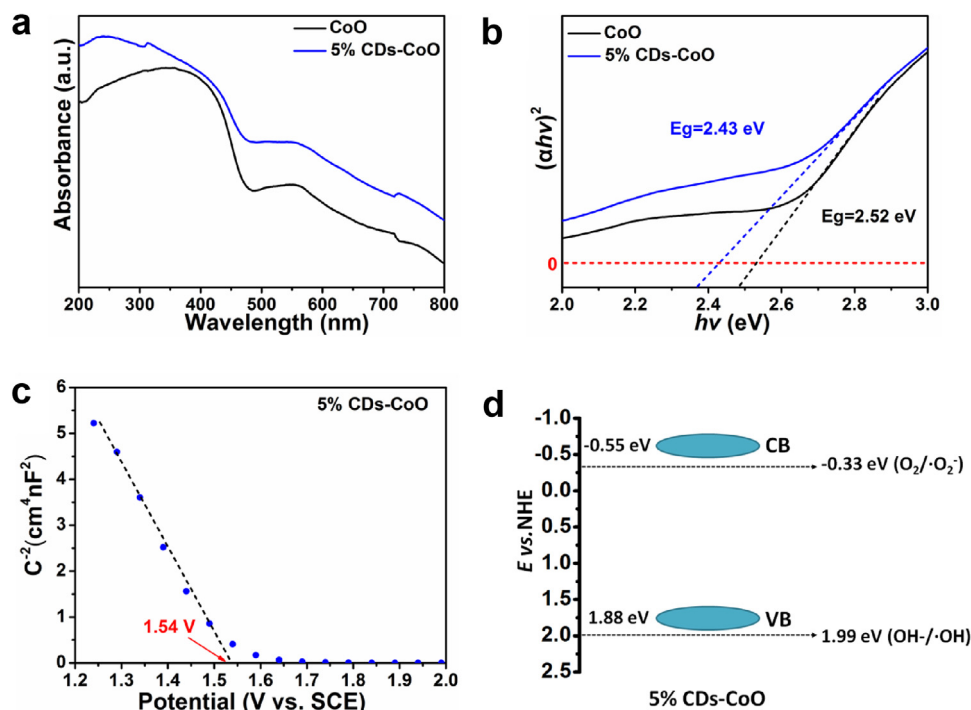 a
CoO
5% CDs-CoO
Absorbance (a.u.)
200 300 400 500 600 700 800
Wavelength (nm)
b
CoO
5% CDs-CoO
Eg=2.43 eV
Eg=2.52 eV
(αhν)²
0
2.0 2.2 2.4 2.6 2.8 3.0
hν (eV)
c
5% CDs-CoO
6
5
4
3
2
1
0
C⁻²(cm⁴nF²)
1.54 V
1.2 1.3 1.4 1.5 1.6 1.7 1.8 1.9 2.0
Potential (V vs. SCE)
d
E vs.NHE
-1.0
-0.5
0.0
0.5
1.0
1.5
2.0
2.5
-0.55 eV
CB
-0.33 eV (O₂/·O₂⁻)
1.88 eV
VB
1.99 eV (OH-/·OH)
5% CDs-CoO